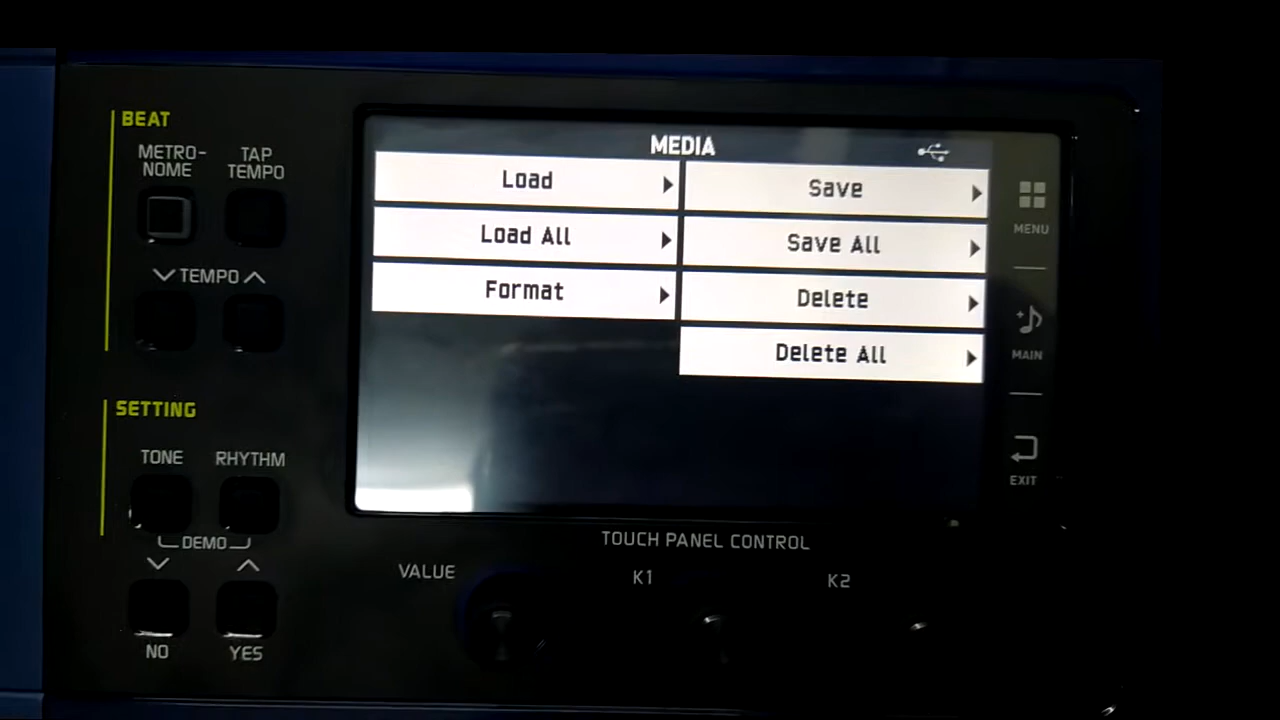 BEAT
METRO-
NOME
TAP
TEMPO
TEMPO
SETTING
TONE
RHYTHM
DEMO
NO
YES
MEDIA
Load
Save
Load All
Save All
Format
Delete
Delete All
MENU
MAIN
EXIT
TOUCH PANEL CONTROL
VALUE
K1
K2